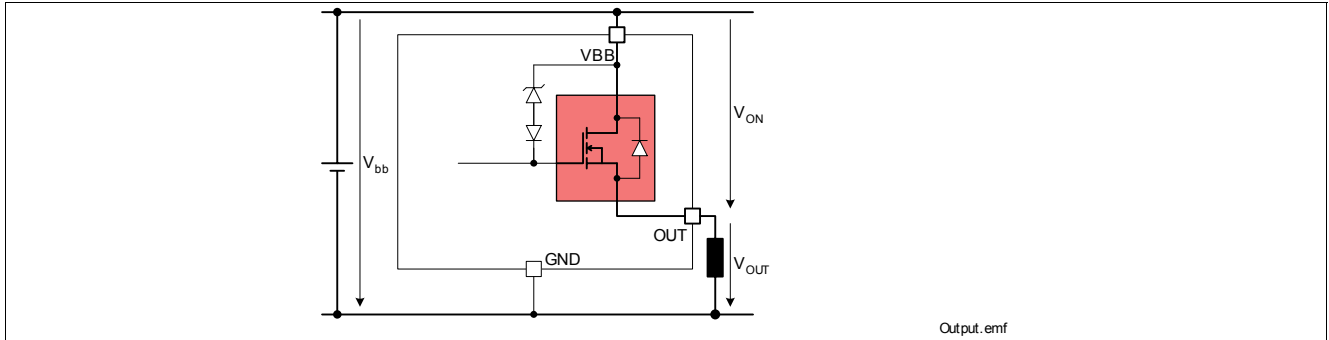 VBB
V_ON
V_bb
OUT
GND
V_OUT
Output.emf